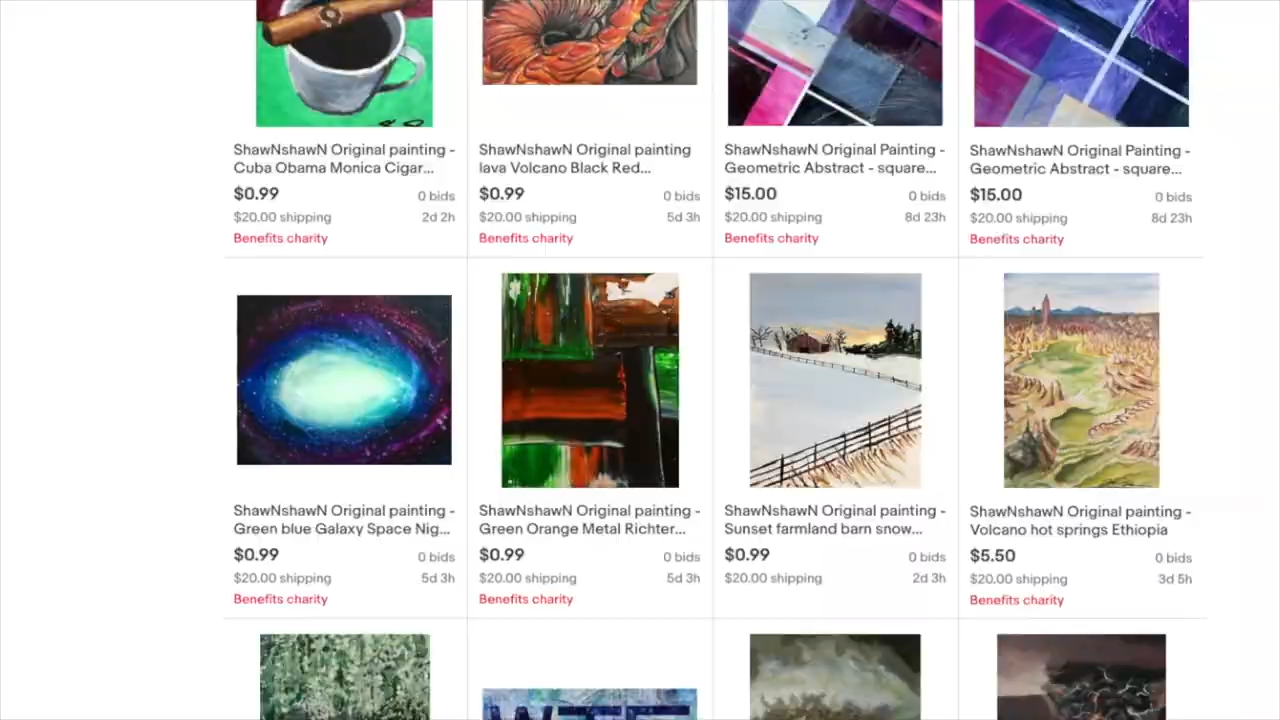 ShawNshawN Original painting -
Cuba Obama Monica Cigar...
$0.99 0 bids
$20.00 shipping 2d 2h
Benefits charity
ShawNshawN Original painting
lava Volcano Black Red...
$0.99 0 bids
$20.00 shipping 5d 3h
Benefits charity
ShawNshawN Original Painting -
Geometric Abstract - square...
$15.00 0 bids
$20.00 shipping 8d 23h
Benefits charity
ShawNshawN Original Painting -
Geometric Abstract - square...
$15.00 0 bids
$20.00 shipping 8d 23h
Benefits charity
ShawNshawN Original painting -
Green blue Galaxy Space Nig...
$0.99 0 bids
$20.00 shipping 5d 3h
Benefits charity
ShawNshawN Original painting -
Green Orange Metal Richter...
$0.99 0 bids
$20.00 shipping 5d 3h
Benefits charity
ShawNshawN Original painting -
Sunset farmland barn snow...
$0.99 0 bids
$20.00 shipping 2d 3h
ShawNshawN Original painting -
Volcano hot springs Ethiopia
$5.50 0 bids
$20.00 shipping 3d 5h
Benefits charity